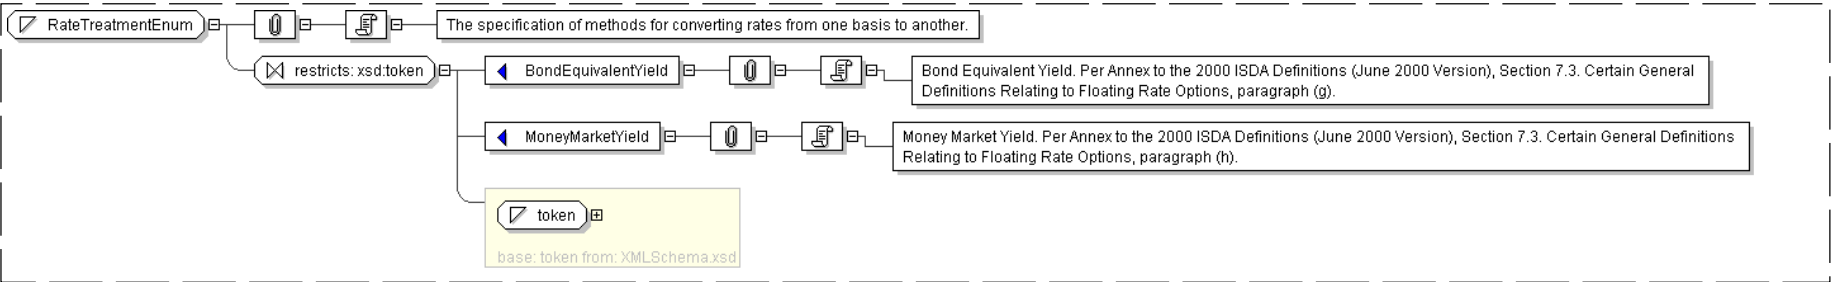 RateTreatmentEnum
The specification of methods for converting rates from one basis to another.
restricts: xsd:token
BondEquivalentYield
Bond Equivalent Yield. Per Annex to the 2000 ISDA Definitions (June 2000 Version), Section 7.3. Certain General
Definitions Relating to Floating Rate Options, paragraph (g).
MoneyMarketYield
Money Market Yield. Per Annex to the 2000 ISDA Definitions (June 2000 Version), Section 7.3. Certain General Definitions
Relating to Floating Rate Options, paragraph (h).
token
base: token from: XMLSchema.xsd